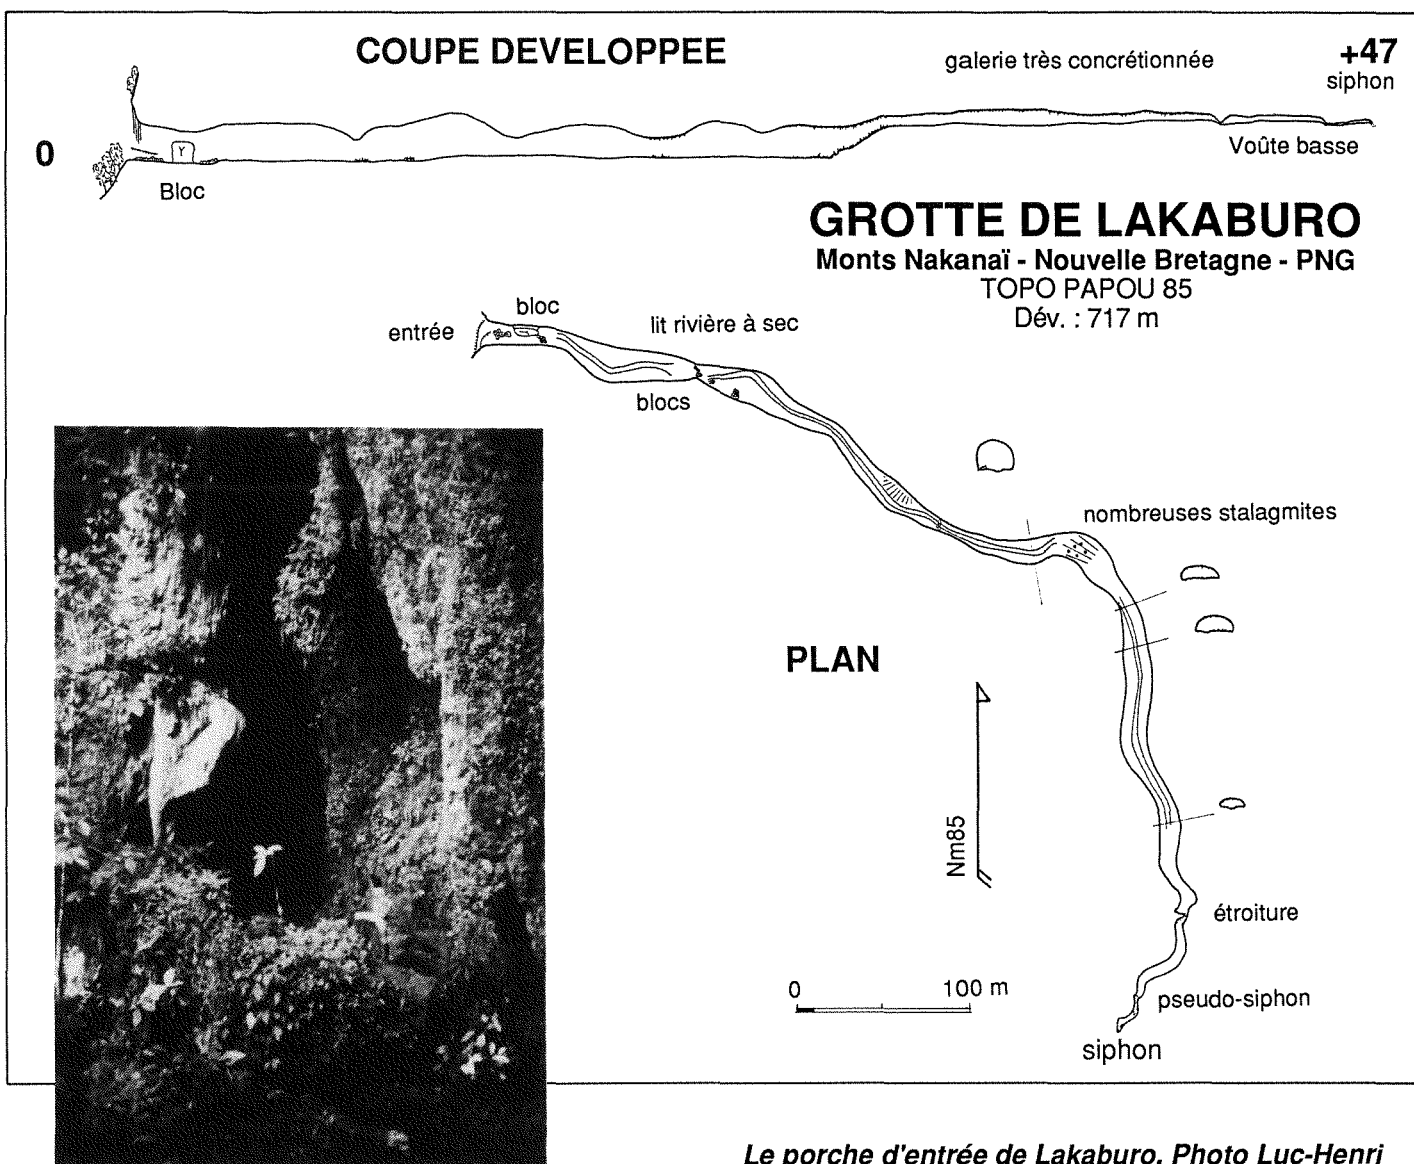 COUPE DEVELOPPEE
galerie très concrétionnée
+47
siphon
0
Bloc
Voûte basse
GROTTE DE LAKABURO
Monts Nakanaï - Nouvelle Bretagne - PNG
TOPO PAPOU 85
Dév. : 717 m
bloc
entrée
lit rivière à sec
blocs
nombreuses stalagmites
PLAN
Nm85
étroiture
0 100 m
pseudo-siphon
siphon
Le porche d'entrée de Lakaburo. Photo Luc-Henri